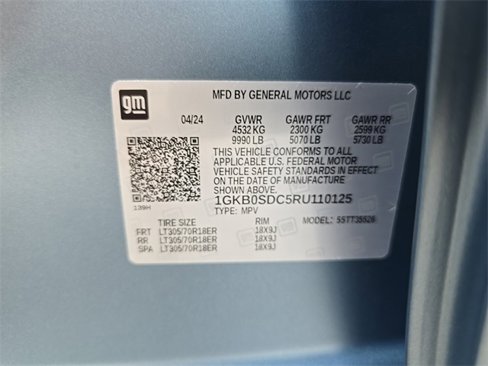 gm
MFD BY GENERAL MOTORS LLC
04/24 GVWR GAWR FRT GAWR RR
4532 KG 2300 KG 2599 KG
9990 LB 5070 LB 5730 LB
THIS VEHICLE CONFORMS TO ALL
APPLICABLE U.S. FEDERAL MOTOR
VEHICLE SAFETY STANDARDS IN EFFECT
ON THE DATE OF MANUFACTURE
SHOWN ABOVE.
1GKB0SDC5RU110125
TYPE: MPV MODEL:
TIRE SIZE RIM
FRT LT305/70R18ER 18X9J
RR LT305/70R18ER 18X9J
SPA LT305/70R18ER 18X9J